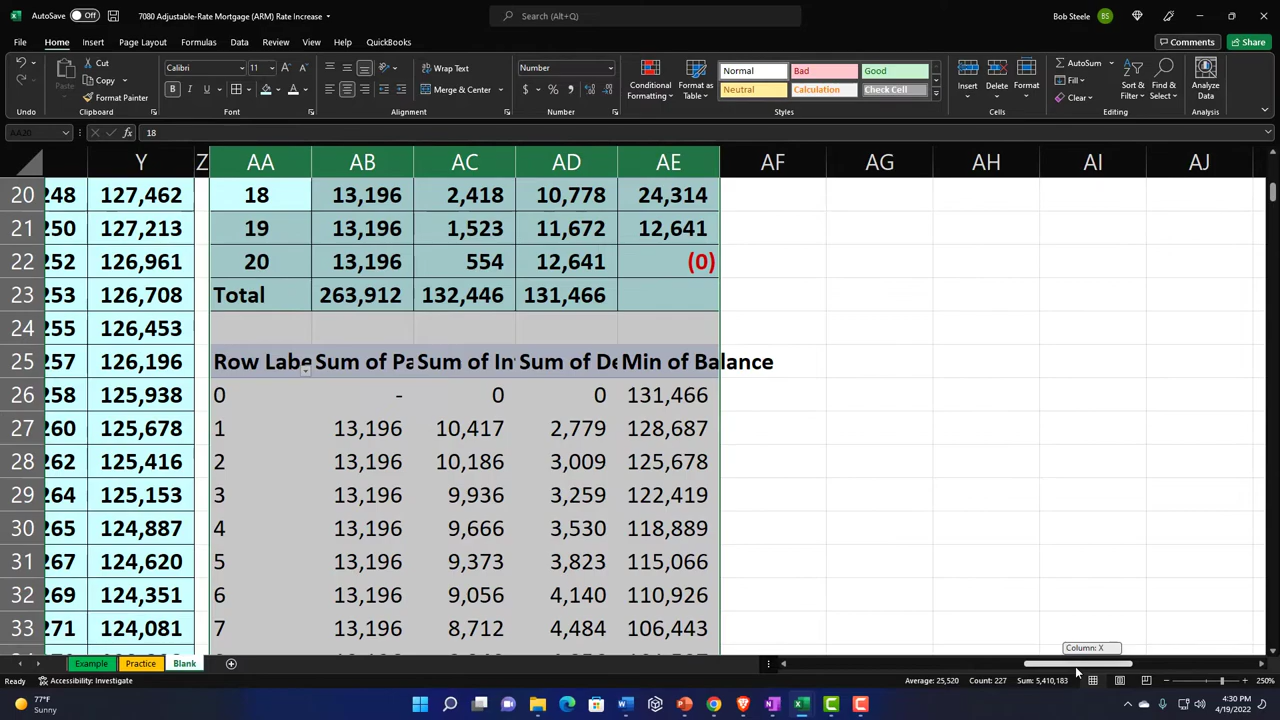 AutoSave Off 7080 Adjustable-Rate Mortgage (ARM) Rate Increase Search (Alt+Q) Bob Steele BS
File Home Insert Page Layout Formulas Data Review View Help QuickBooks Comments Share
Undo Paste Cut Copy Format Painter Clipboard
Calibri 11 B I U A Font
Wrap Text Merge & Center Alignment
Number $ % Number
Conditional Formatting Format as Table Normal Bad Good Neutral Calculation Check Cell Styles
Insert Delete Format Cells
AutoSum Fill Clear Sort & Filter Find & Select Editing
Analyze Data Analysis
AA20 fx 18
Y Z AA AB AC AD AE AF AG AH AI AJ
20 248 127,462 18 13,196 2,418 10,778 24,314
21 250 127,213 19 13,196 1,523 11,672 12,641
22 252 126,961 20 13,196 554 12,641 (0)
23 253 126,708 Total 263,912 132,446 131,466
24 255 126,453
25 257 126,196 Row Labe Sum of Pa Sum of In Sum of De Min of Balance
26 258 125,938 0 - 0 0 131,466
27 260 125,678 1 13,196 10,417 2,779 128,687
28 262 125,416 2 13,196 10,186 3,009 125,678
29 264 125,153 3 13,196 9,936 3,259 122,419
30 265 124,887 4 13,196 9,666 3,530 118,889
31 267 124,620 5 13,196 9,373 3,823 115,066
32 269 124,351 6 13,196 9,056 4,140 110,926
33 271 124,081 7 13,196 8,712 4,484 106,443
Column: X
Example Practice Blank
Ready Accessibility: Investigate Average: 25,520 Count: 227 Sum: 5,410,183 250%
77°F
Sunny
4:30 PM
4/19/2022